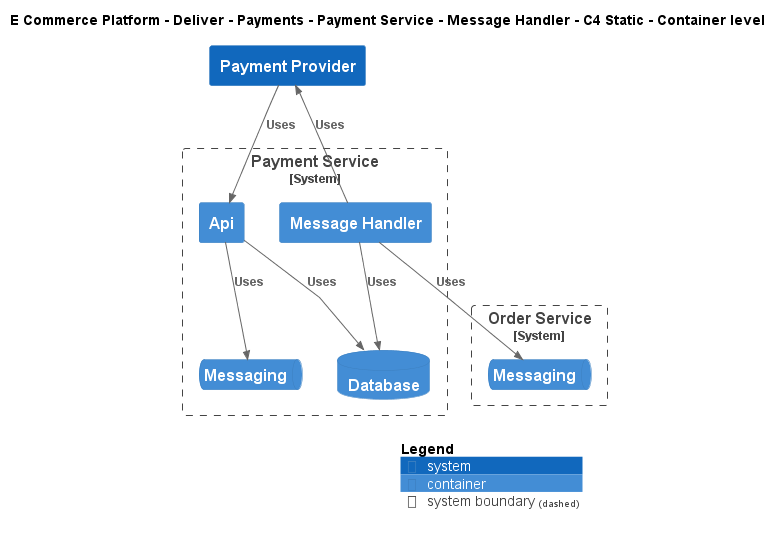 E Commerce Platform - Deliver - Payments - Payment Service - Message Handler - C4 Static - Container level
Payment Provider
Uses
Uses
Payment Service
[System]
Api
Message Handler
Uses
Uses
Uses
Uses
Order Service
[System]
Messaging
Database
Messaging
Legend
system
container
system boundary (dashed)